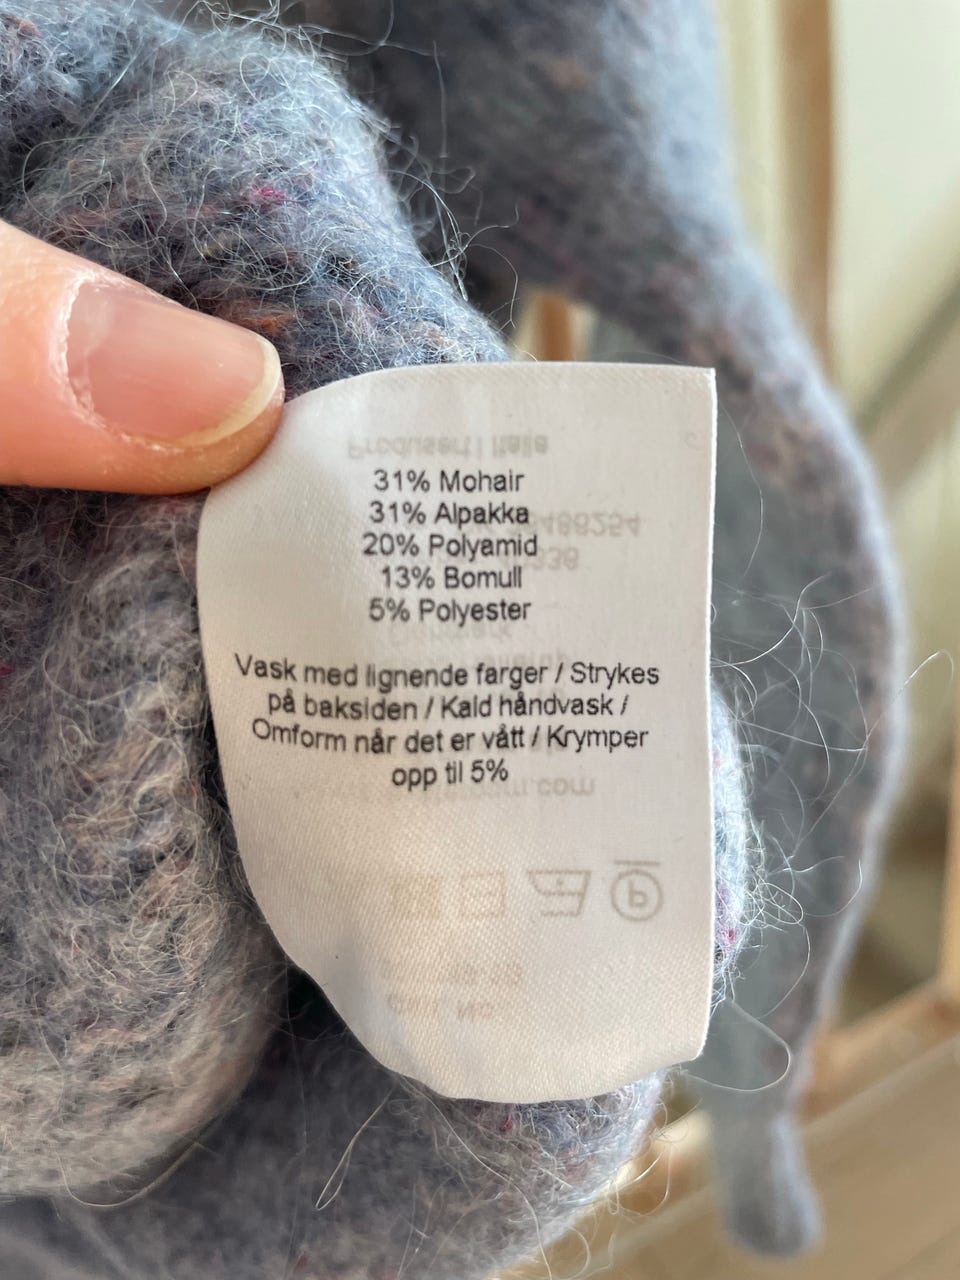 31% Mohair
31% Alpakka
20% Polyamid
13% Bomull
5% Polyester
Vask med lignende farger / Strykes
på baksiden / Kald håndvask /
Omform når det er vått / Krymper
opp til 5%